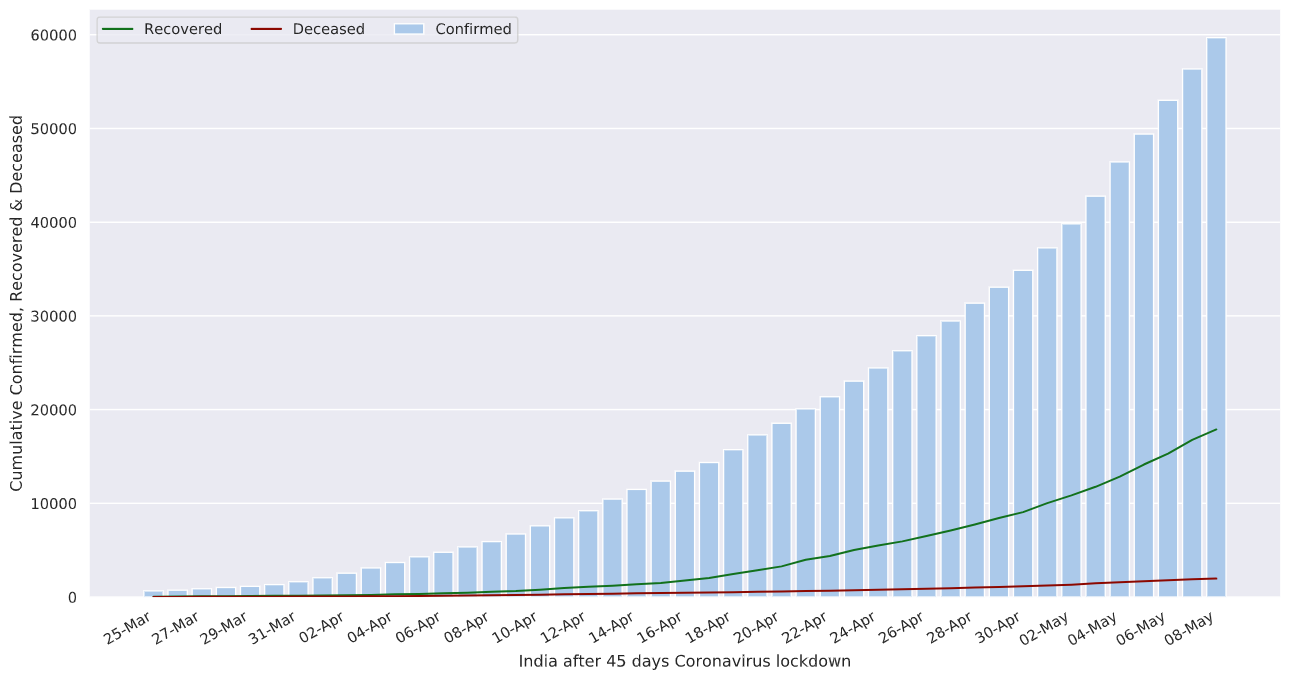 Recovered Deceased Confirmed
Cumulative Confirmed, Recovered & Deceased
60000
50000
40000
30000
20000
10000
0
25-Mar 27-Mar 29-Mar 31-Mar 02-Apr 04-Apr 06-Apr 08-Apr 10-Apr 12-Apr 14-Apr 16-Apr 18-Apr 20-Apr 22-Apr 24-Apr 26-Apr 28-Apr 30-Apr 02-May 04-May 06-May 08-May
India after 45 days Coronavirus lockdown